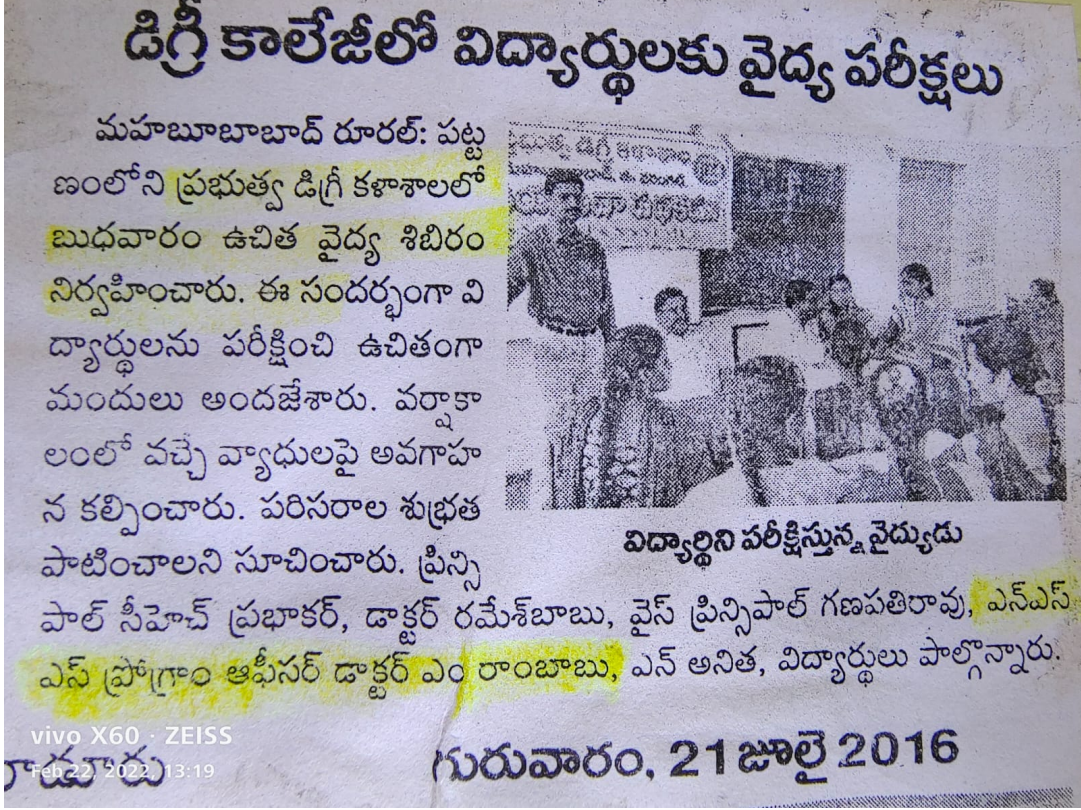 డిగ్రీ కాలేజీలో విద్యార్థులకు వైద్య పరీక్షలు
మహబూబాబాద్ రూరల్: పట్ట
ణంలోని ప్రభుత్వ డిగ్రీ కళాశాలలో
బుధవారం ఉచిత వైద్య శిబిరం
నిర్వహించారు. ఈ సందర్భంగా వి
ద్యార్థులను పరీక్షించి ఉచితంగా
మందులు అందజేశారు. వర్షాకా
లంలో వచ్చే వ్యాధులపై అవగాహ
న కల్పించారు. పరిసరాల శుభ్రత
పాటించాలని సూచించారు. ప్రిన్సి
పాల్ సీహెచ్ ప్రభాకర్, డాక్టర్ రమేశ్‌బాబు, వైస్ ప్రిన్సిపాల్ గణపతిరావు, ఎన్ఎస్
ఎస్ ప్రోగ్రాం ఆఫీసర్ డాక్టర్ ఎం రాంబాబు, ఎన్ అనిత, విద్యార్థులు పాల్గొన్నారు.
డిగ్రీ కళాశాల
విద్యార్థిని పరీక్షిస్తున్న వైద్యుడు
గురువారం, 21 జూలై 2016
vivo X60 · ZEISS
Feb 22, 2022, 13:19